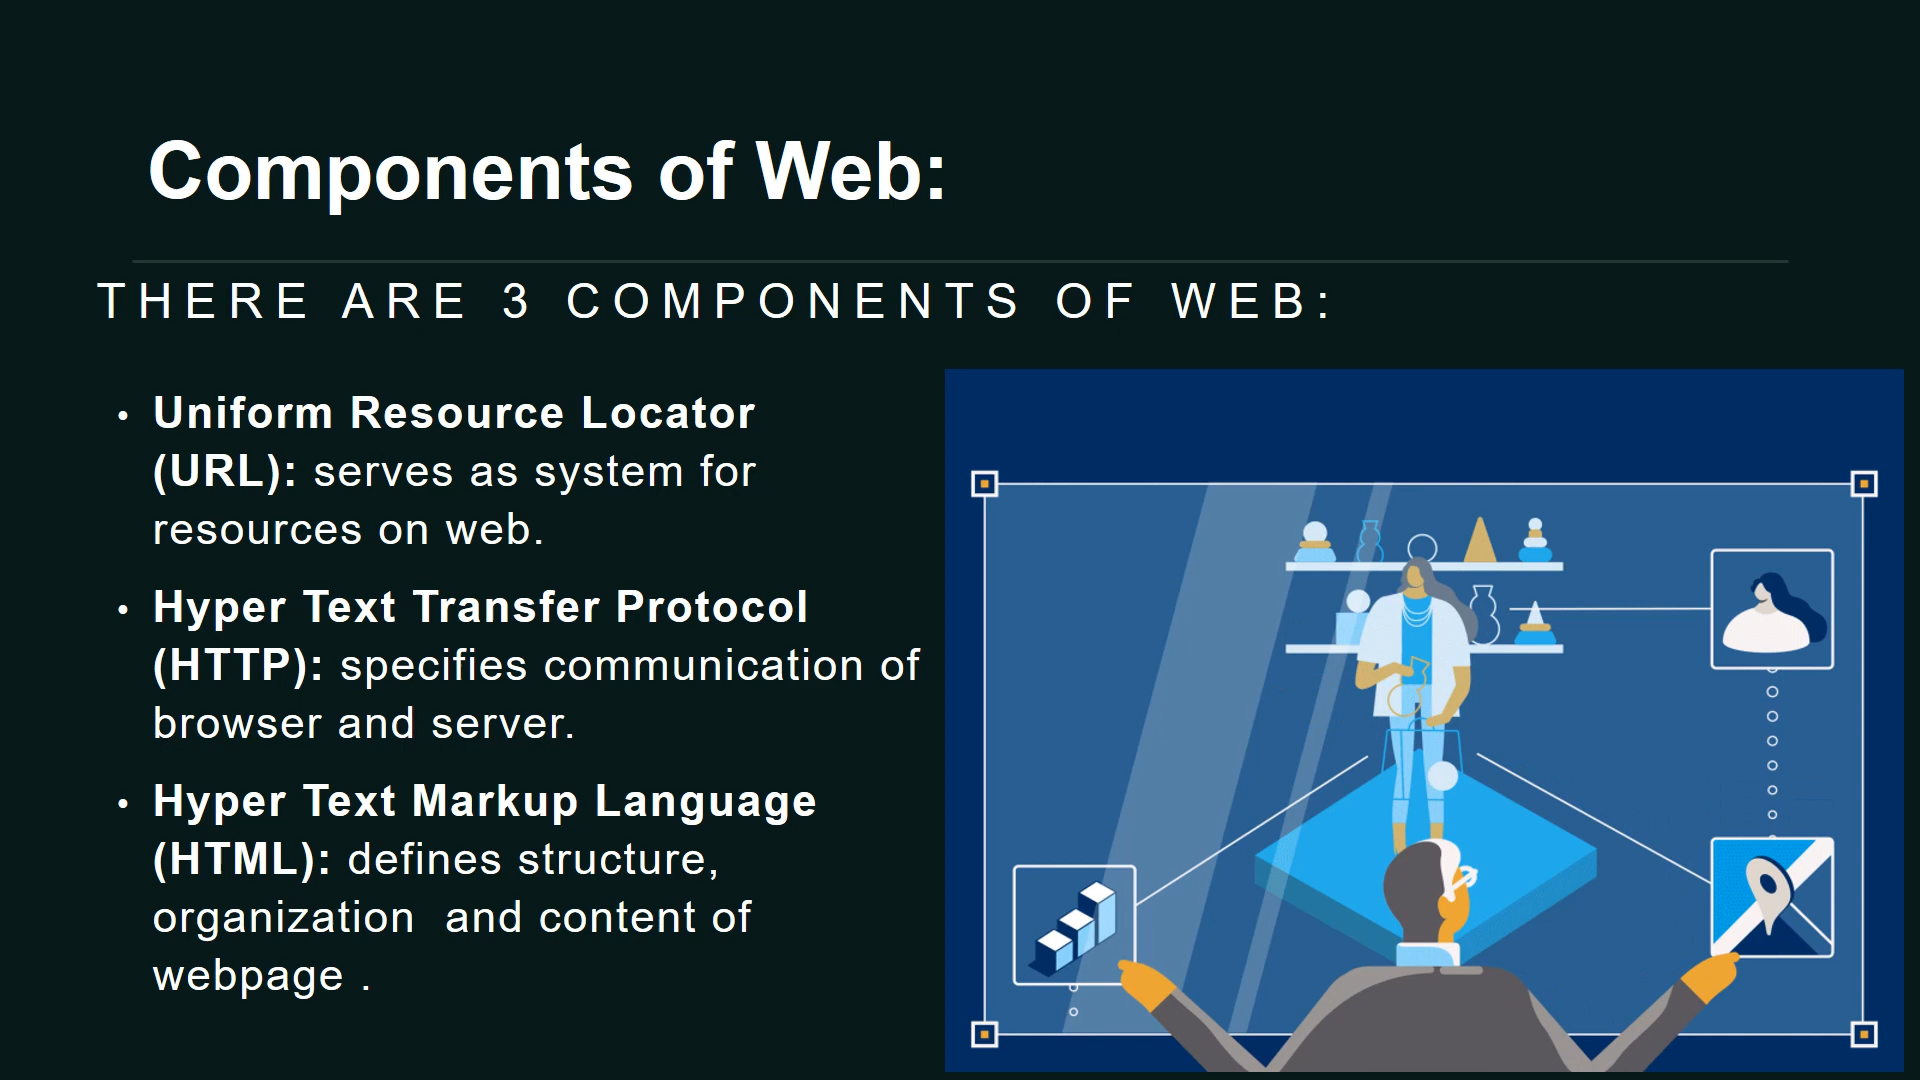 Components of Web:
THERE ARE 3 COMPONENTS OF WEB:
• Uniform Resource Locator
(URL): serves as system for
resources on web.
• Hyper Text Transfer Protocol
(HTTP): specifies communication of
browser and server.
• Hyper Text Markup Language
(HTML): defines structure,
organization  and content of
webpage .